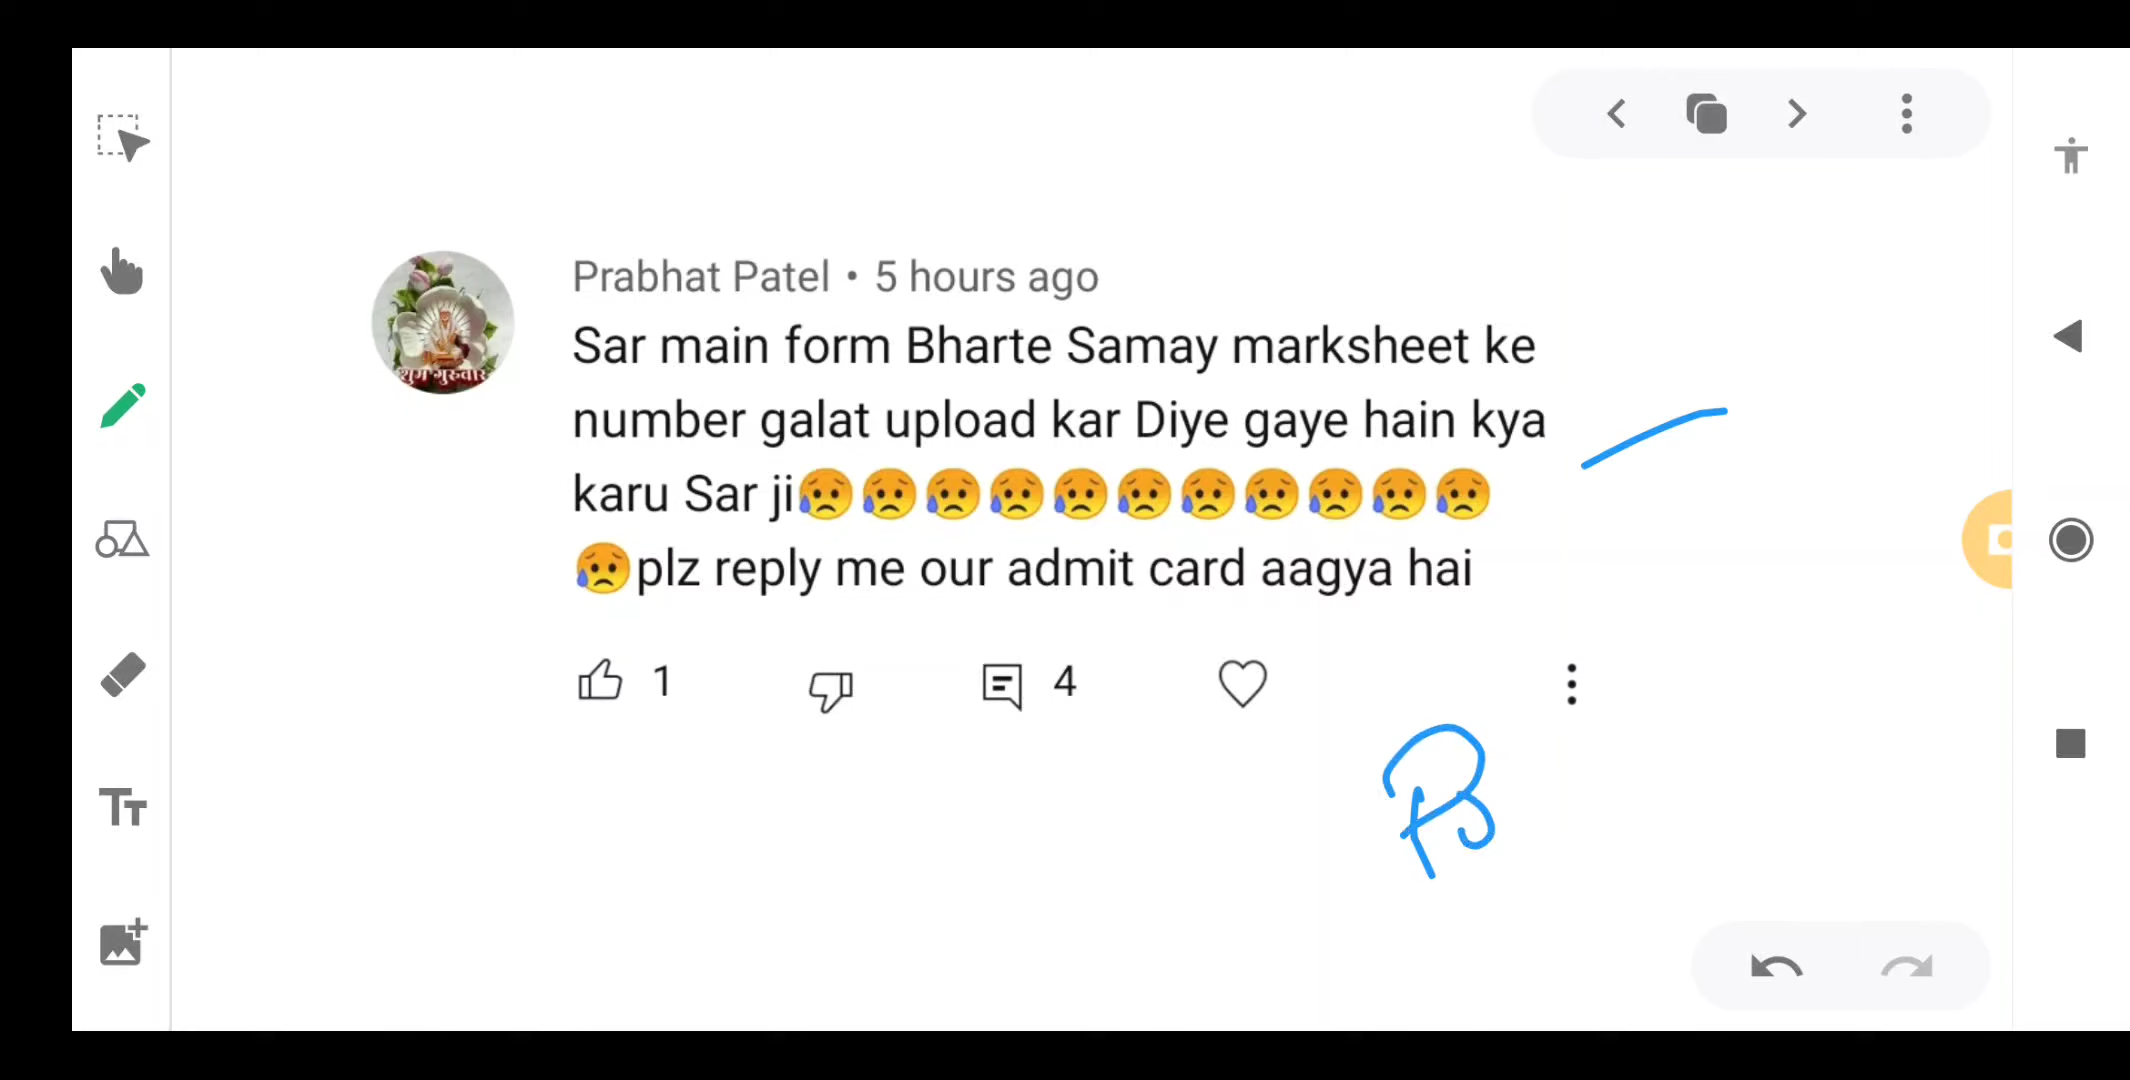 Prabhat Patel • 5 hours ago
Sar main form Bharte Samay marksheet ke
number galat upload kar Diye gaye hain kya
karu Sar ji😥😥😥😥😥😥😥😥😥😥😥
😥plz reply me our admit card aagya hai
1
4
शुभ गुरुवार
Tт